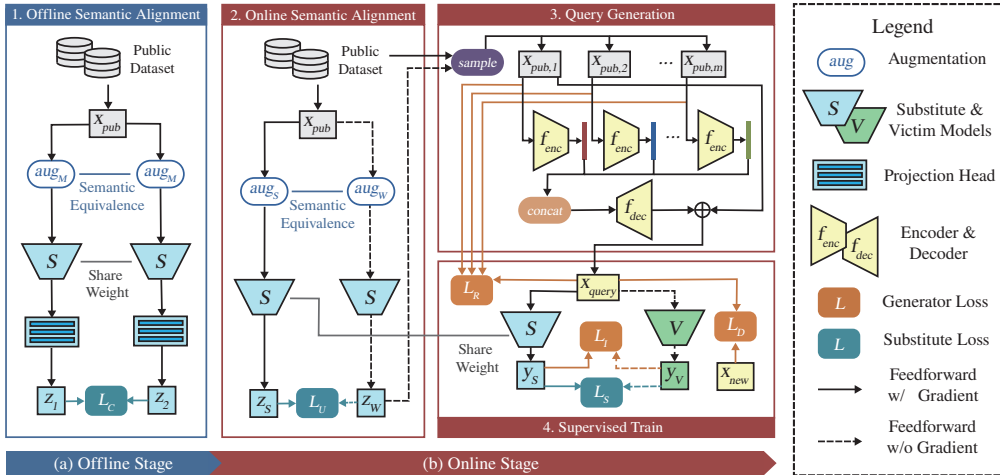 1. Offline Semantic Alignment
Public
Dataset
x_pub
aug_M
aug_M
Semantic
Equivalence
S
S
Share
Weight
z_1
L_C
z_2
(a) Offline Stage
2. Online Semantic Alignment
Public
Dataset
x_pub
aug_S
aug_W
Semantic
Equivalence
S
S
z_S
L_U
z_W
3. Query Generation
sample
x_pub,1
x_pub,2
...
x_pub,m
f_enc
f_enc
...
f_enc
concat
f_dec
L_R
x_query
S
V
L_I
L_D
Share
Weight
y_S
y_V
x_new
L_S
4. Supervised Train
(b) Online Stage
Legend
aug
Augmentation
S
V
Substitute &
Victim Models
Projection Head
f_enc
f_dec
Encoder &
Decoder
L
Generator Loss
L
Substitute Loss
Feedforward
w/ Gradient
Feedforward
w/o Gradient